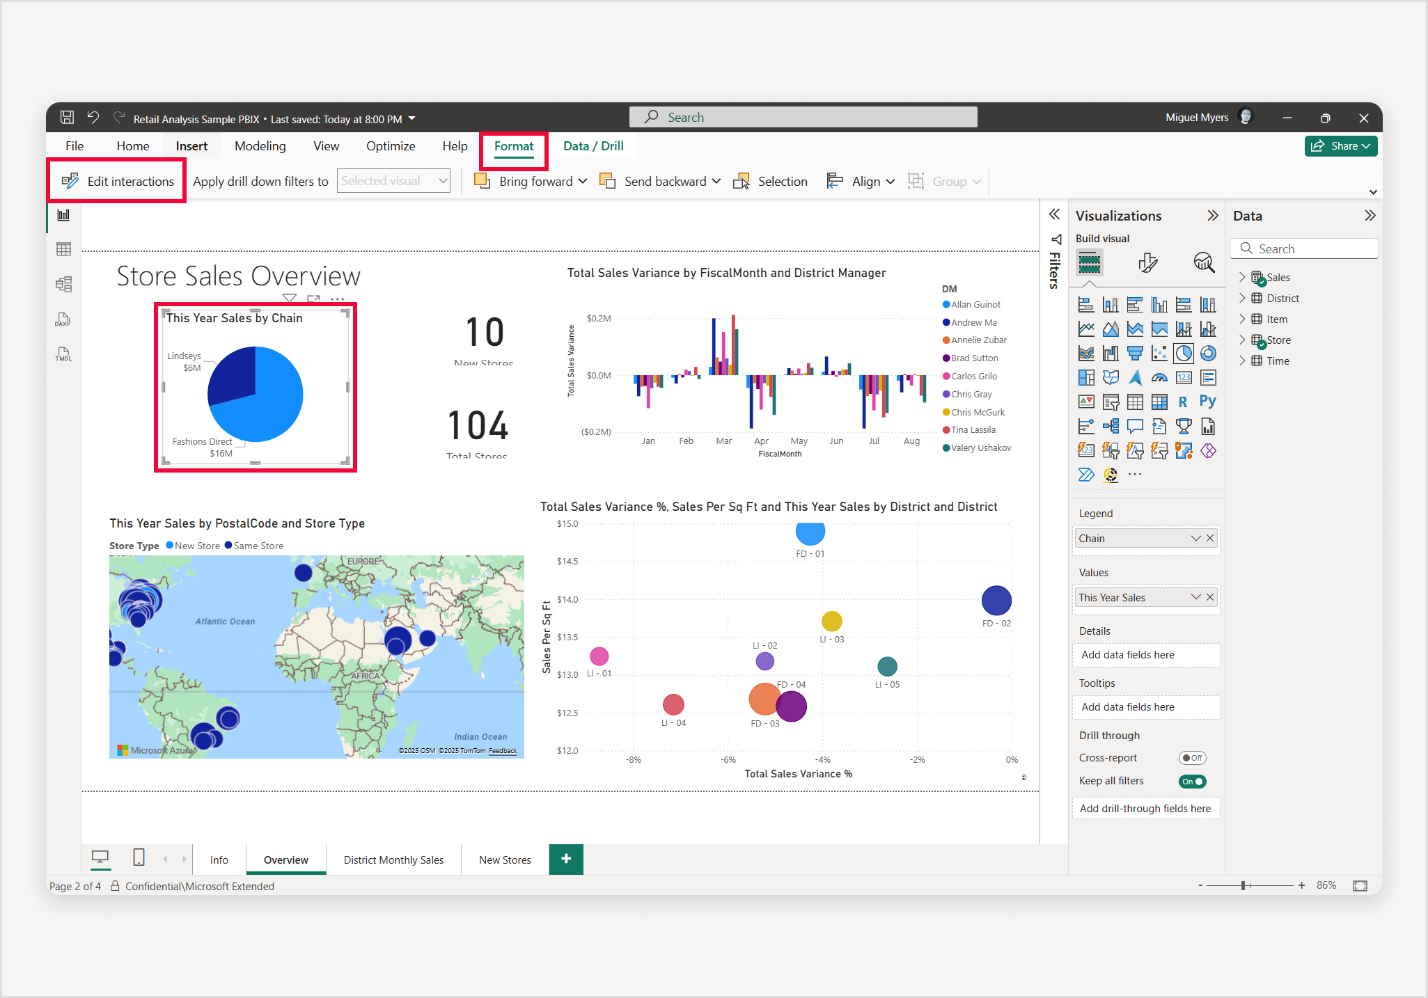 Retail Analysis Sample PBIX • Last saved: Today at 8:00 PM
Search
Miguel Myers
File Home Insert Modeling View Optimize Help Format Data / Drill
Share
Edit interactions Apply drill down filters to Selected visual Bring forward Send backward Selection Align Group
Store Sales Overview
This Year Sales by Chain
Lindseys
$6M
Fashions Direct
$16M
10
New Stores
104
Total Stores
Total Sales Variance by FiscalMonth and District Manager
Total Sales Variance
$0.2M
$0.0M
($0.2M)
Jan Feb Mar Apr May Jun Jul Aug
FiscalMonth
DM
Allan Guinot
Andrew Ma
Annelie Zubar
Brad Sutton
Carlos Grilo
Chris Gray
Chris McGurk
Tina Lassila
Valery Ushakov
This Year Sales by PostalCode and Store Type
Store Type New Store Same Store
EUROPE
Atlantic Ocean
AFRICA
Indian Ocean
Microsoft Azure
©2025 OSM ©2025 TomTom Feedback
Total Sales Variance %, Sales Per Sq Ft and This Year Sales by District and District
Sales Per Sq Ft
$15.0
$14.5
$14.0
$13.5
$13.0
$12.5
$12.0
FD - 01
FD - 02
LI - 03
LI - 02
LI - 01
LI - 05
FD - 04
LI - 04
FD - 03
-8% -6% -4% -2% 0%
Total Sales Variance %
Filters
Visualizations
Build visual
123
R
Py
123
Legend
Chain
Values
This Year Sales
Details
Add data fields here
Tooltips
Add data fields here
Drill through
Cross-report
Off
Keep all filters
On
Add drill-through fields here
Data
Search
Sales
District
Item
Store
Time
DAX
TMDL
Info Overview District Monthly Sales New Stores +
Page 2 of 4 Confidential\Microsoft Extended
- + 86%